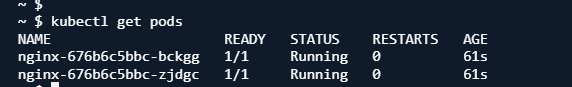 ~ $
~ $ kubectl get pods
NAME                     READY   STATUS    RESTARTS   AGE
nginx-676b6c5bbc-bckgg   1/1     Running   0          61s
nginx-676b6c5bbc-zjdgc   1/1     Running   0          61s